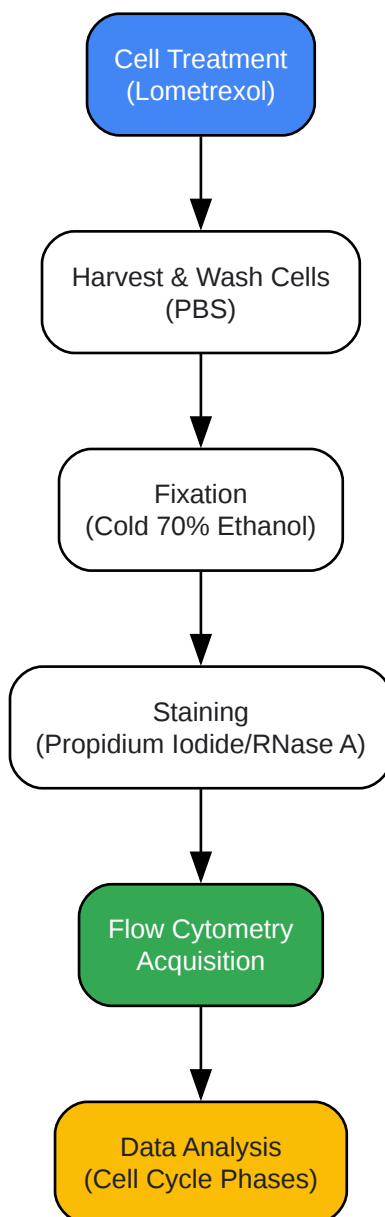 Cell Treatment
(Lometrexol)
Harvest & Wash Cells
(PBS)
Fixation
(Cold 70% Ethanol)
Staining
(Propidium Iodide/RNase A)
Flow Cytometry
Acquisition
Data Analysis
(Cell Cycle Phases)